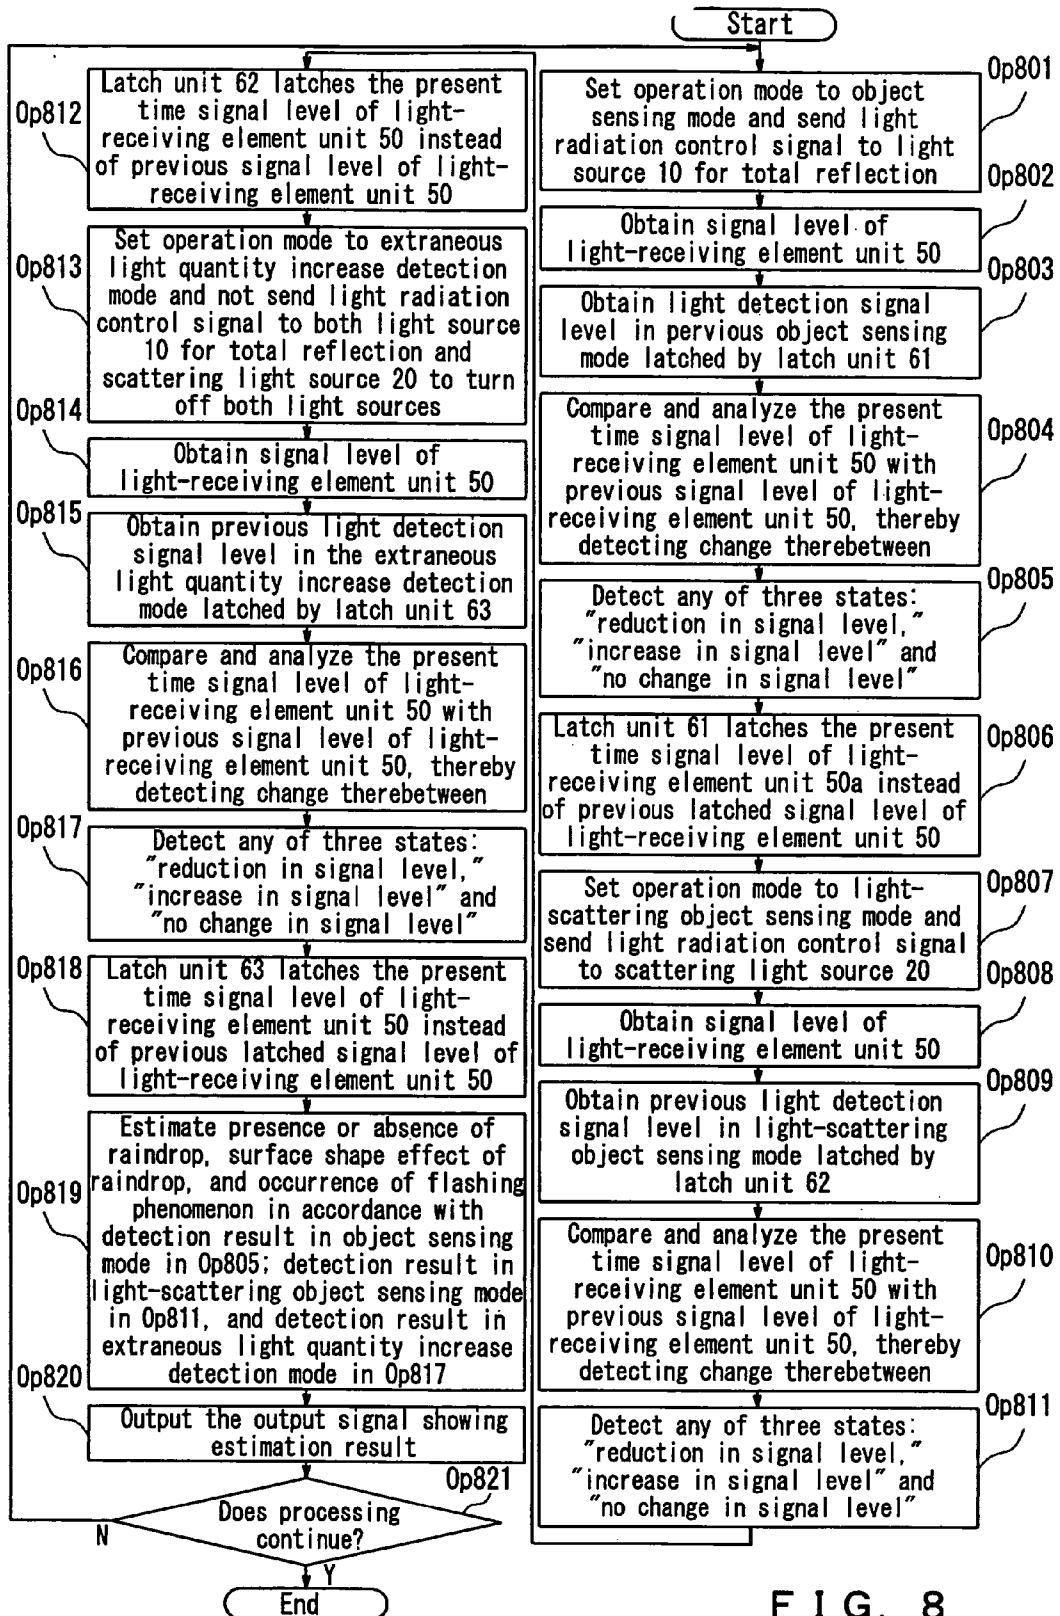 Start
Op801
Set operation mode to object
sensing mode and send light
radiation control signal to light
source 10 for total reflection
Op802
Obtain signal level of
light-receiving element unit 50
Op803
Obtain light detection signal
level in pervious object sensing
mode latched by latch unit 61
Op804
Compare and analyze the present
time signal level of light-
receiving element unit 50 with
previous signal level of light-
receiving element unit 50, thereby
detecting change therebetween
Op805
Detect any of three states:
"reduction in signal level,"
"increase in signal level" and
"no change in signal level"
Op806
Latch unit 61 latches the present
time signal level of light-
receiving element unit 50a instead
of previous latched signal level of
light-receiving element unit 50
Op807
Set operation mode to light-
scattering object sensing mode and
send light radiation control signal
to scattering light source 20
Op808
Obtain signal level of
light-receiving element unit 50
Op809
Obtain previous light detection
signal level in light-scattering
object sensing mode latched by
latch unit 62
Op810
Compare and analyze the present
time signal level of light-
receiving element unit 50 with
previous signal level of light-
receiving element unit 50, thereby
detecting change therebetween
Op811
Detect any of three states:
"reduction in signal level,"
"increase in signal level" and
"no change in signal level"
Op812
Latch unit 62 latches the present
time signal level of light-
receiving element unit 50 instead
of previous signal level of light-
receiving element unit 50
Op813
Set operation mode to extraneous
light quantity increase detection
mode and not send light radiation
control signal to both light source
10 for total reflection and
scattering light source 20 to turn
off both light sources
Op814
Obtain signal level of
light-receiving element unit 50
Op815
Obtain previous light detection
signal level in the extraneous
light quantity increase detection
mode latched by latch unit 63
Op816
Compare and analyze the present
time signal level of light-
receiving element unit 50 with
previous signal level of light-
receiving element unit 50, thereby
detecting change therebetween
Op817
Detect any of three states:
"reduction in signal level,"
"increase in signal level" and
"no change in signal level"
Op818
Latch unit 63 latches the present
time signal level of light-
receiving element unit 50 instead
of previous latched signal level of
light-receiving element unit 50
Op819
Estimate presence or absence of
raindrop, surface shape effect of
raindrop, and occurrence of flashing
phenomenon in accordance with
detection result in object sensing
mode in Op805; detection result in
light-scattering object sensing mode
in Op811, and detection result in
extraneous light quantity increase
detection mode in Op817
Op820
Output the output signal showing
estimation result
Op821
Does processing
continue?
N
Y
End
FIG. 8